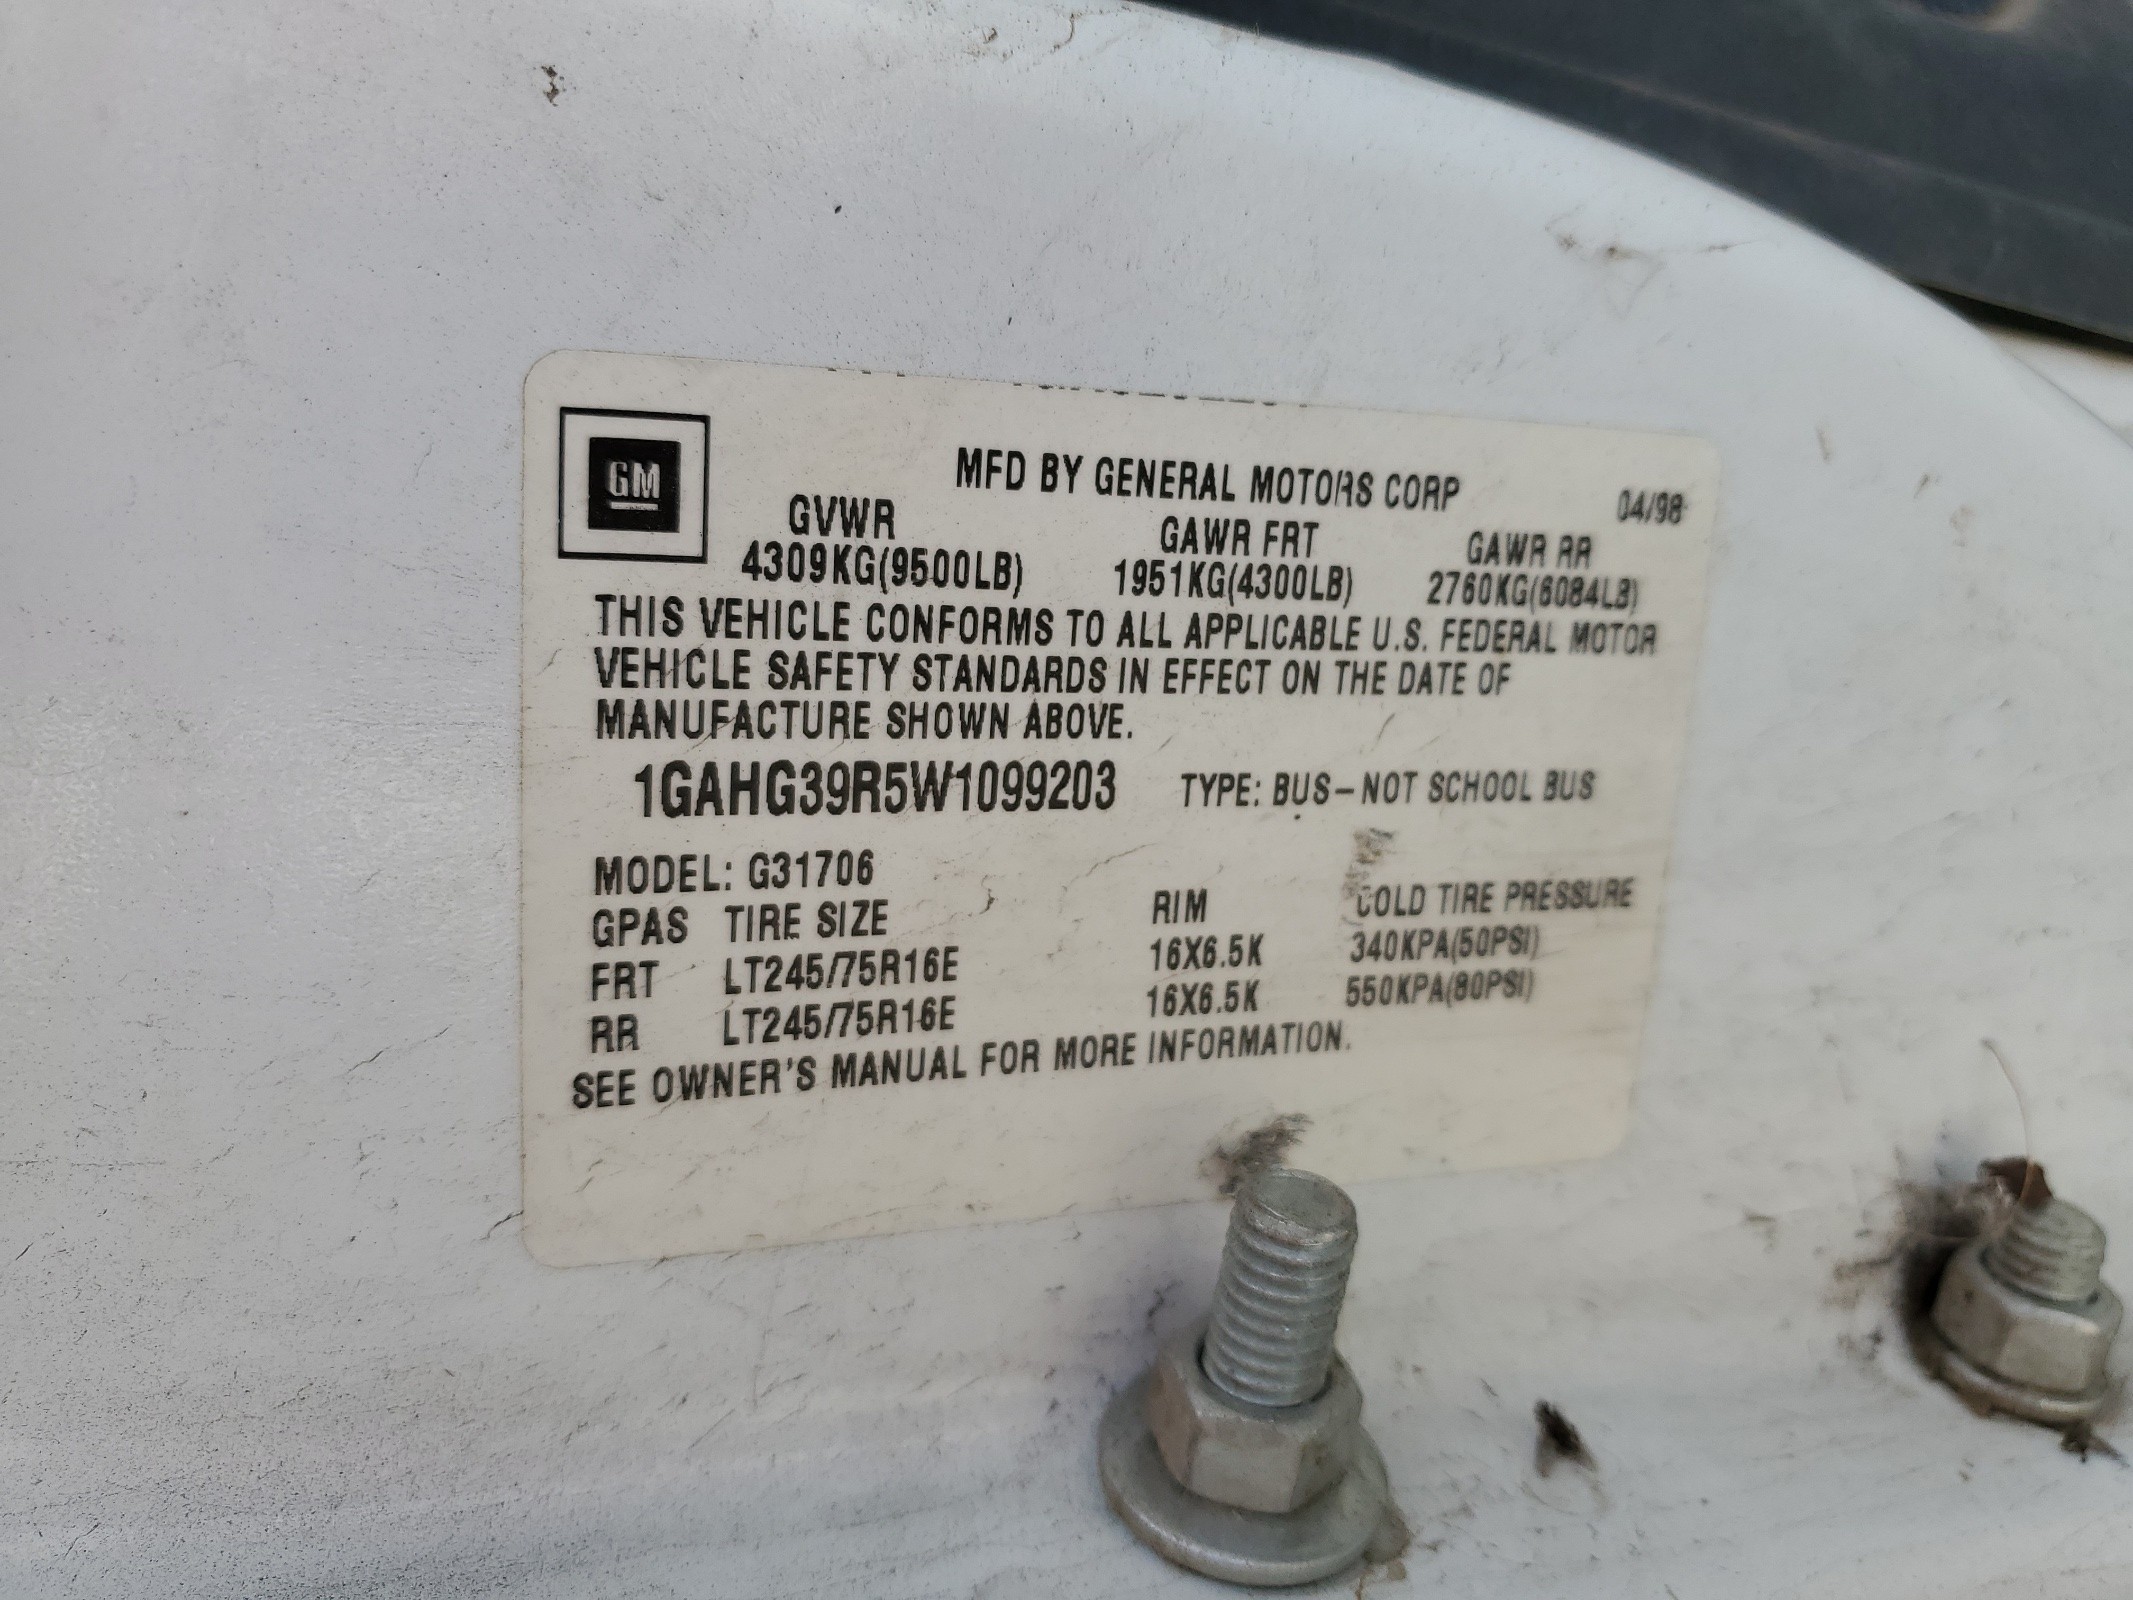 GM
MFD BY GENERAL MOTORS CORP 04/98
GVWR GAWR FRT GAWR RR
4309KG(9500LB) 1951KG(4300LB) 2760KG(6084LB)
THIS VEHICLE CONFORMS TO ALL APPLICABLE U.S. FEDERAL MOTOR
VEHICLE SAFETY STANDARDS IN EFFECT ON THE DATE OF
MANUFACTURE SHOWN ABOVE.
1GAHG39R5W1099203 TYPE: BUS-NOT SCHOOL BUS
MODEL: G31706
GPAS TIRE SIZE RIM COLD TIRE PRESSURE
FRT LT245/75R16E 16X6.5K 340KPA(50PSI)
RR LT245/75R16E 16X6.5K 550KPA(80PSI)
SEE OWNER'S MANUAL FOR MORE INFORMATION.